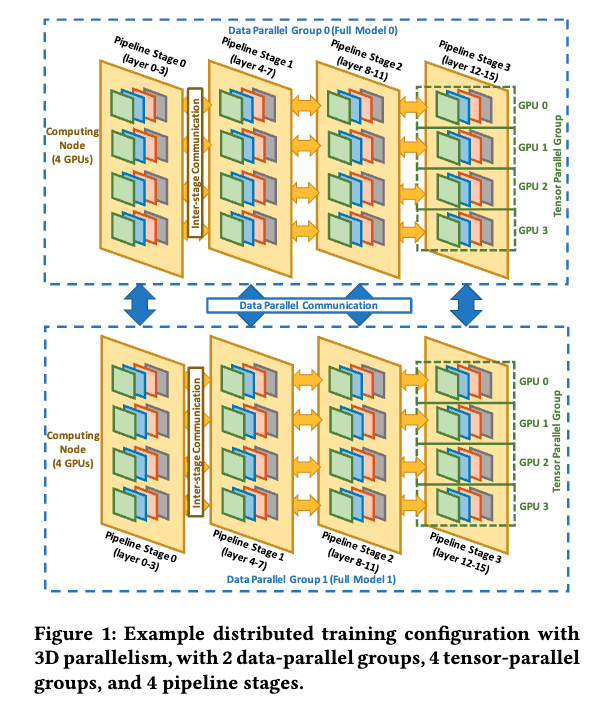 Data Parallel Group 0 (Full Model 0)
Pipeline Stage 0
(layer 0-3)
Pipeline Stage 1
(layer 4-7)
Pipeline Stage 2
(layer 8-11)
Pipeline Stage 3
(layer 12-15)
Computing
Node
(4 GPUs)
Inter-stage Communication
GPU 0
GPU 1
GPU 2
GPU 3
Tensor Parallel Group
Data Parallel Communication
Computing
Node
(4 GPUs)
Inter-stage Communication
GPU 0
GPU 1
GPU 2
GPU 3
Tensor Parallel Group
Pipeline Stage 0
(layer 0-3)
Pipeline Stage 1
(layer 4-7)
Pipeline Stage 2
(layer 8-11)
Pipeline Stage 3
(layer 12-15)
Data Parallel Group 1 (Full Model 1)
Figure 1: Example distributed training configuration with
3D parallelism, with 2 data-parallel groups, 4 tensor-parallel
groups, and 4 pipeline stages.